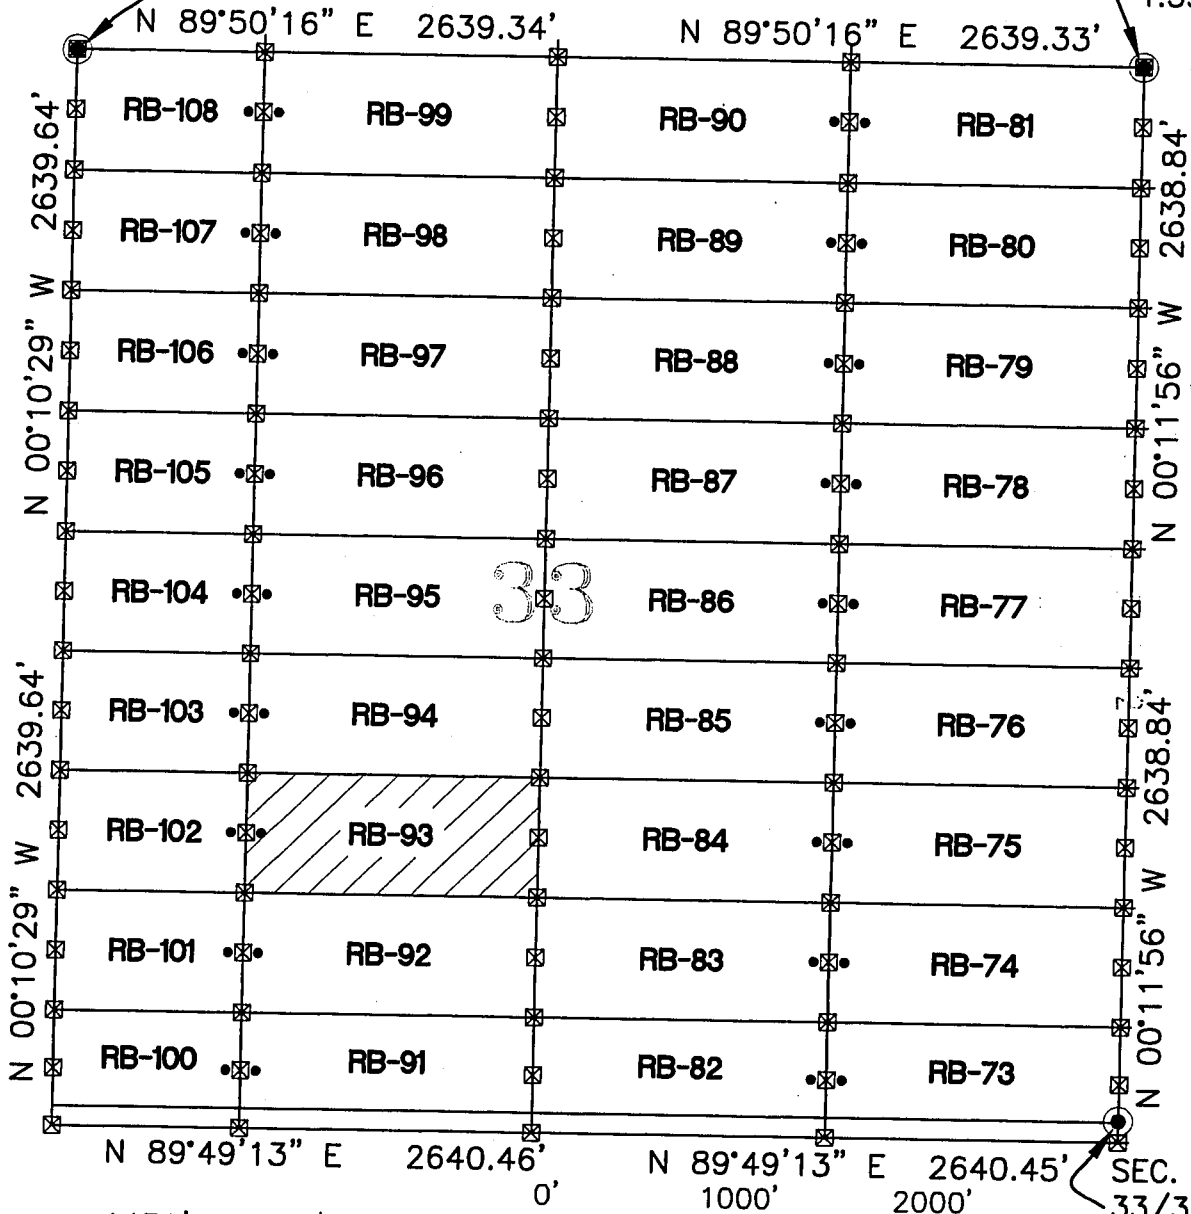 N 89°50'16" E 2639.34' N 89°50'16" E 2639.33'
RB-108 RB-99 RB-90 RB-81
2639.64' 2638.84'
RB-107 RB-98 RB-89 RB-80
RB-106 RB-97 RB-88 RB-79
N 00°10'29" W N 00°11'56" W
RB-105 RB-96 RB-87 RB-78
RB-104 RB-95 33 RB-86 RB-77
RB-103 RB-94 RB-85 RB-76
2639.64' 2638.84'
RB-102 RB-93 RB-84 RB-75
RB-101 RB-92 RB-83 RB-74
N 00°10'29" W N 00°11'56" W
RB-100 RB-91 RB-82 RB-73
N 89°49'13" E 2640.46' N 89°49'13" E 2640.45' SEC.
0' 1000' 2000'